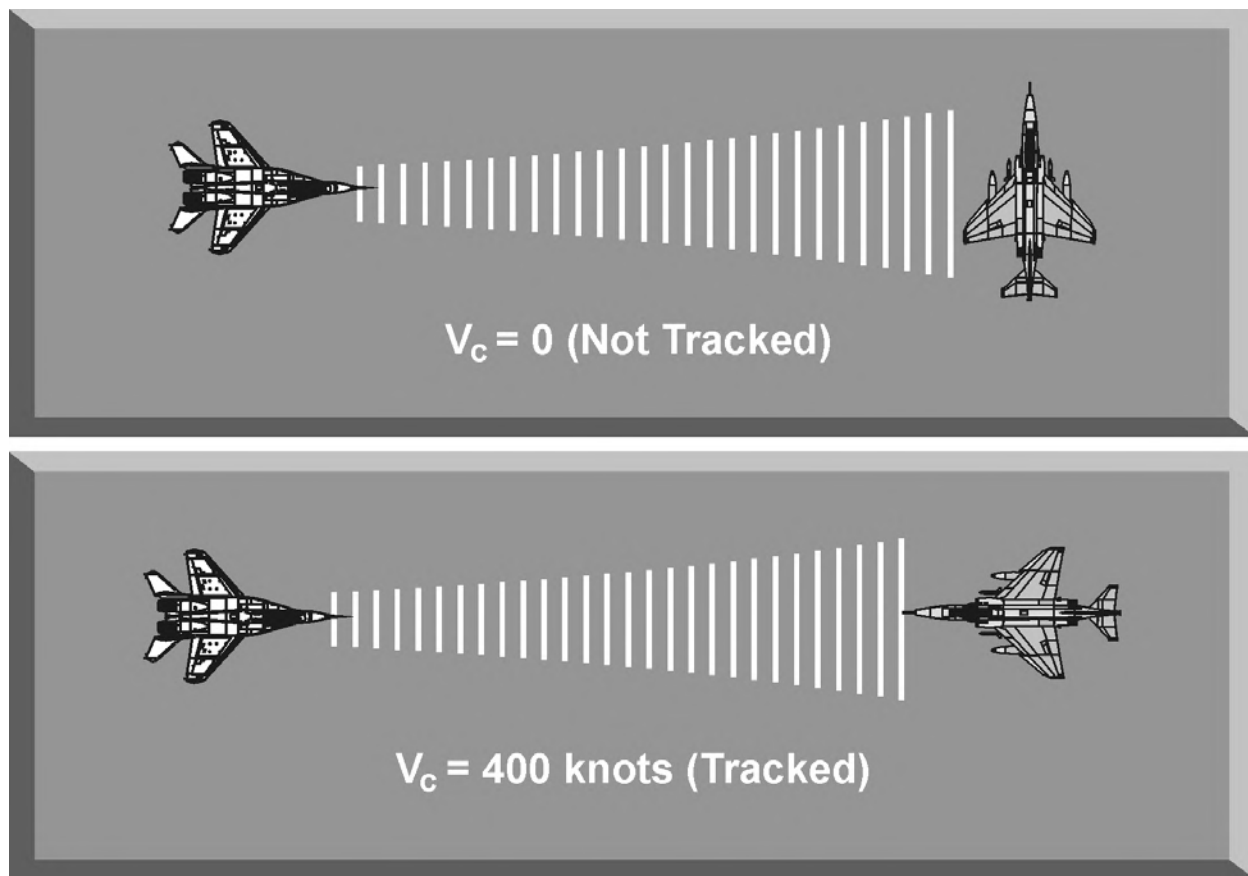 Vc = 0 (Not Tracked)
Vc = 400 knots (Tracked)